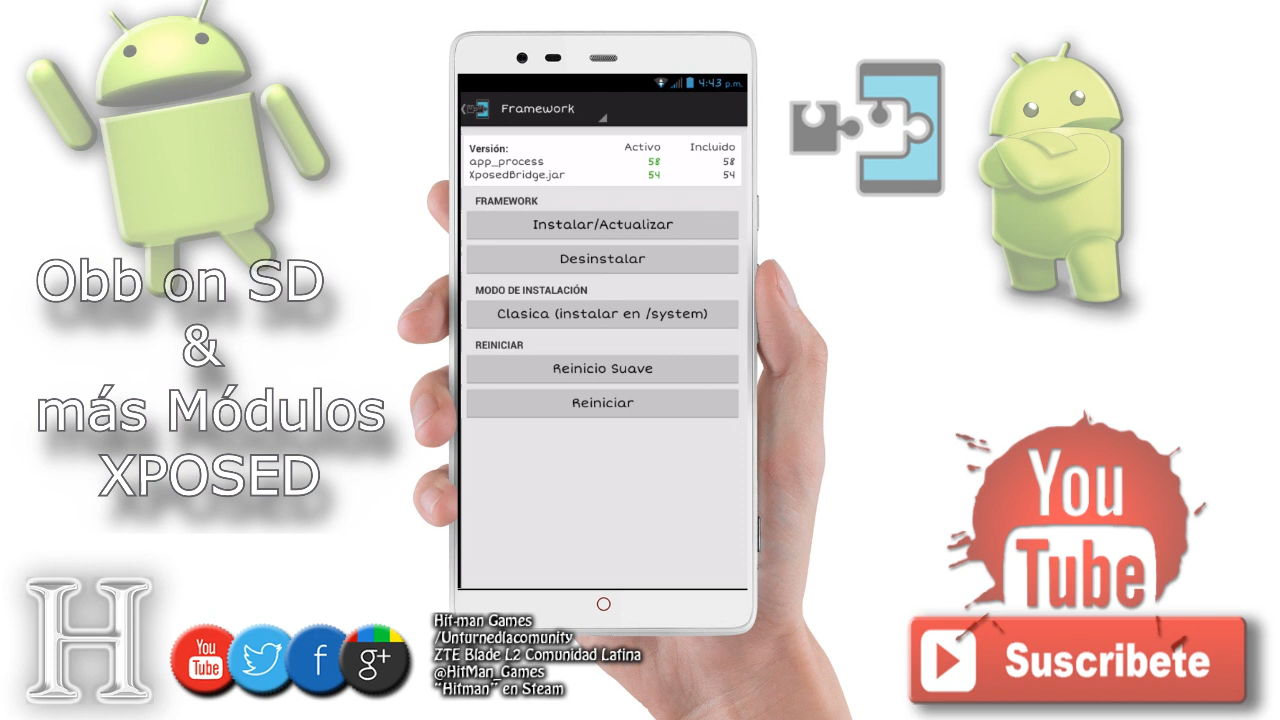 Obb on SD
&
más Módulos
XPOSED
4:43 p.m.
Framework
Versión: Activo Incluido
app_process 58 58
XposedBridge.jar 54 54
FRAMEWORK
Instalar/Actualizar
Desinstalar
MODO DE INSTALACIÓN
Clasica (instalar en /system)
REINICIAR
Reinicio Suave
Reiniciar
H
You
Tube
f
g+
Hit-man Games
/Unturnedlacomunity
ZTE Blade L2 Comunidad Latina
@HitMan_Games
"Hitman" en Steam
You
Tube
Suscribete